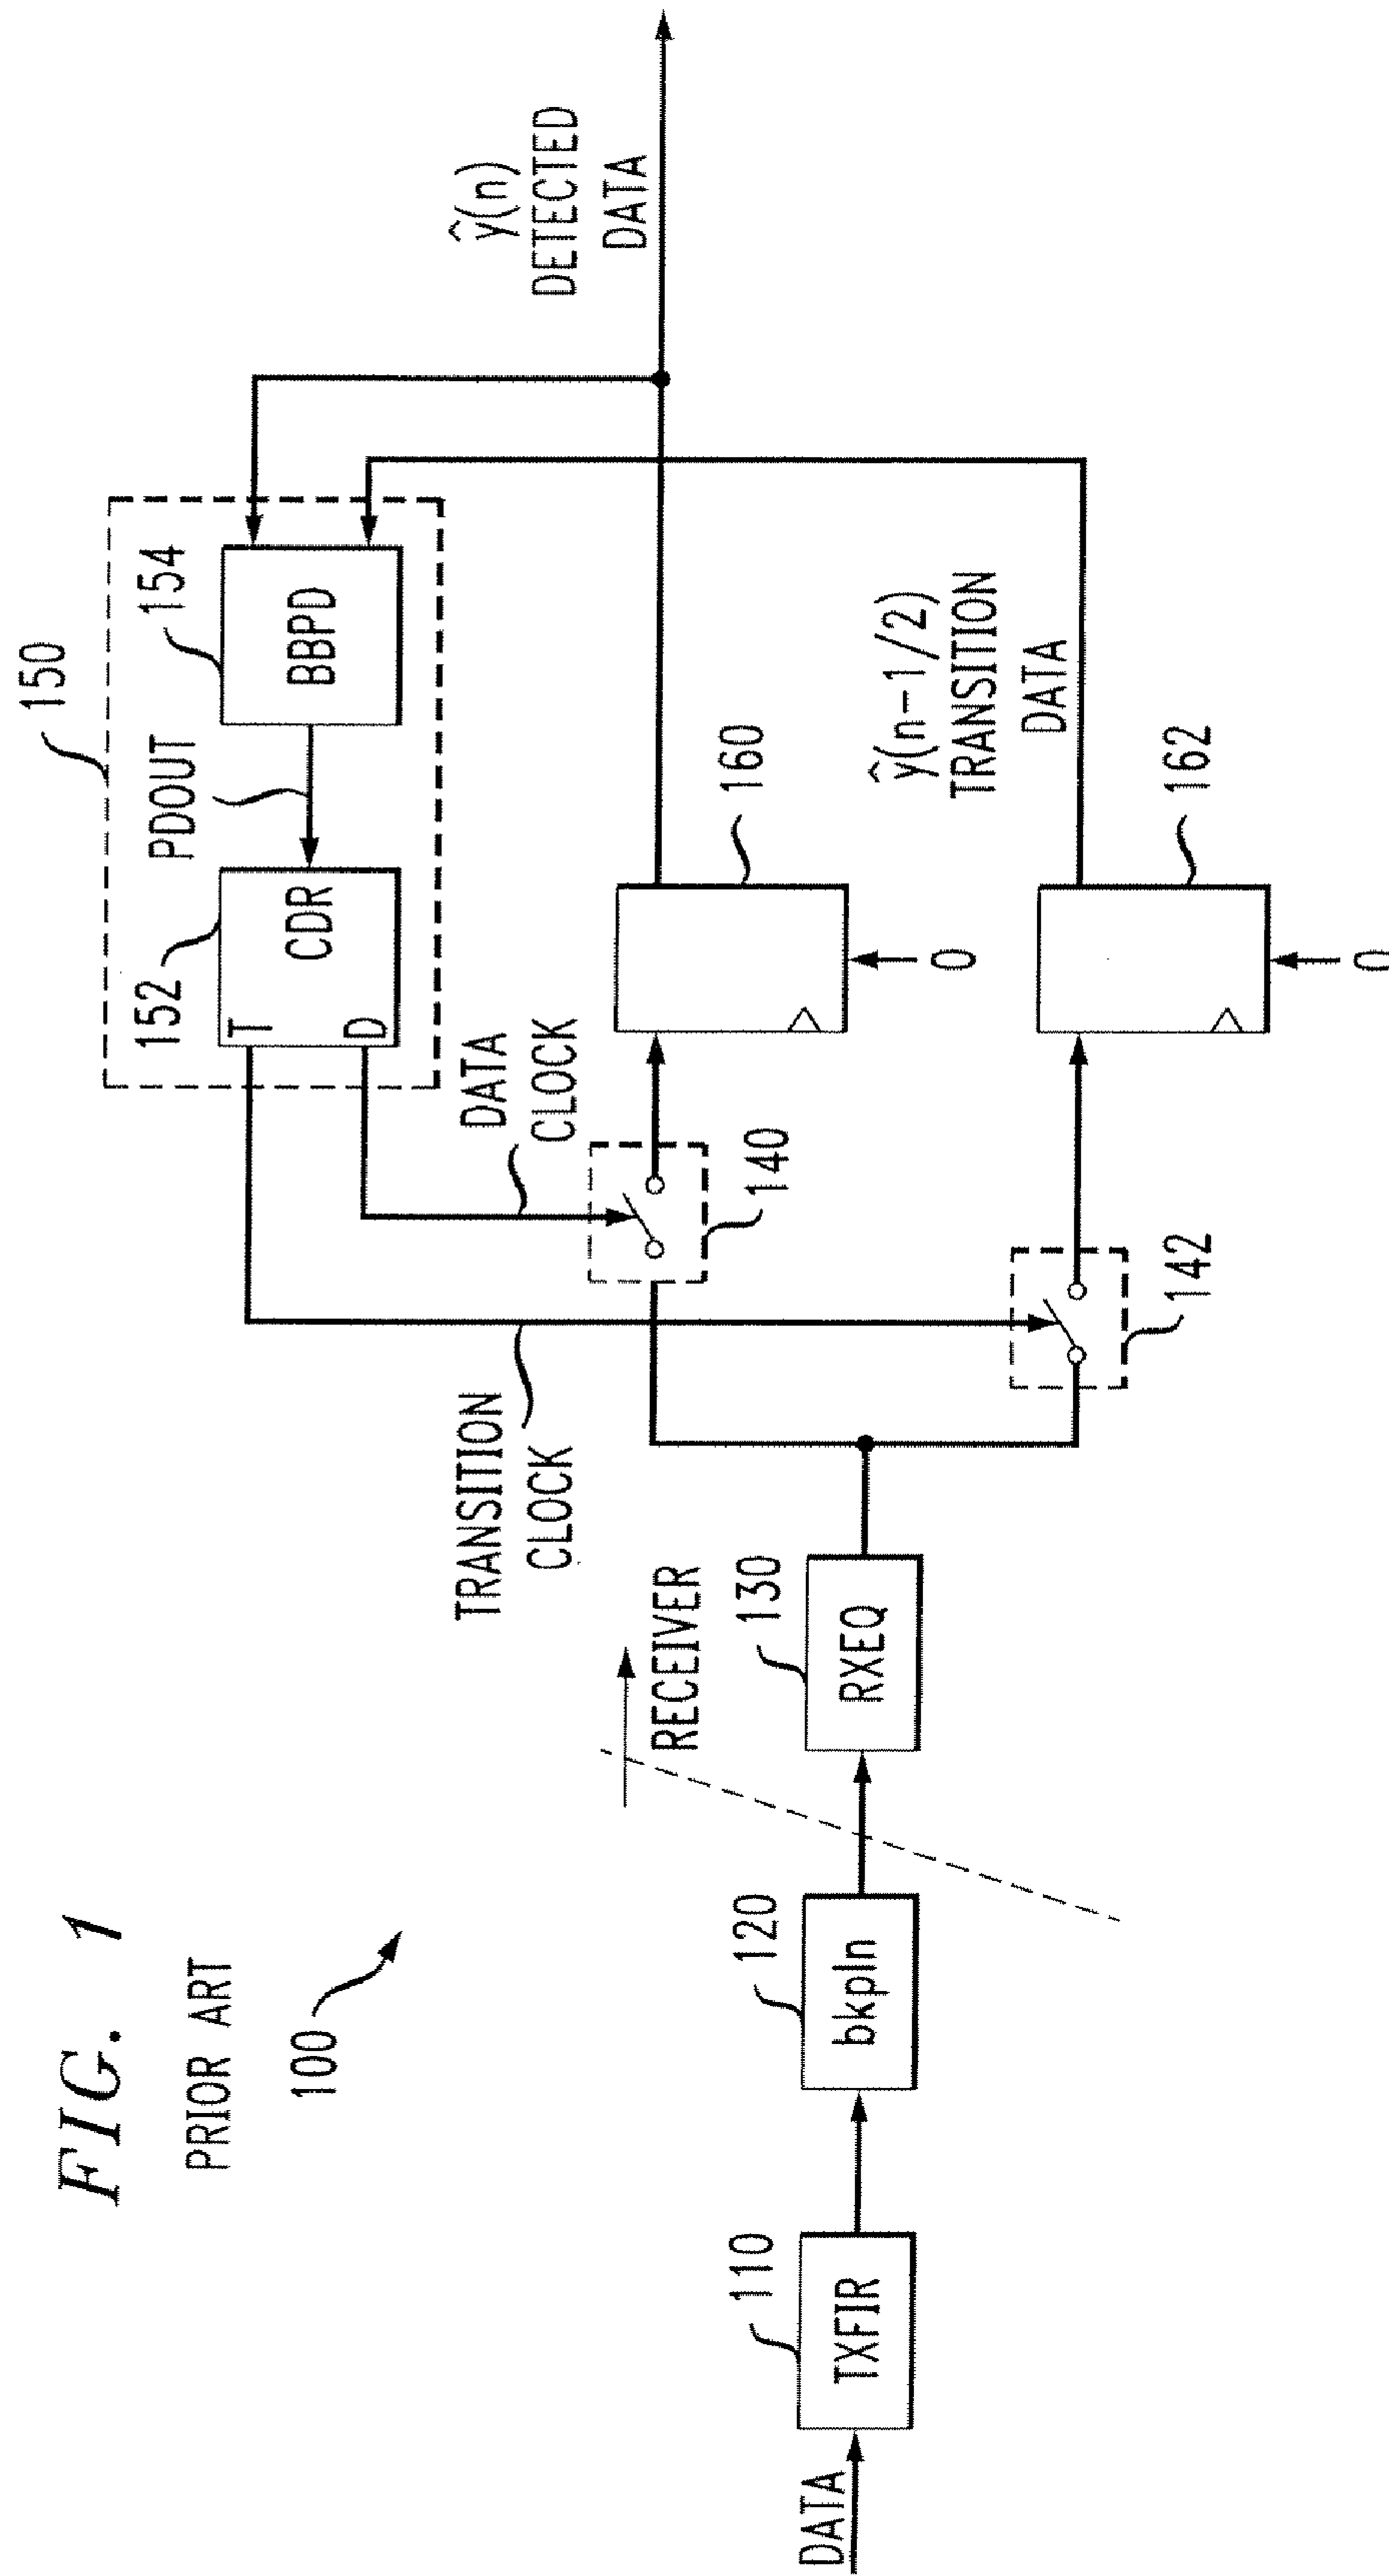 FIG. 1
PRIOR ART
100
150
152
154
PDOUT
T
D
CDR
BBPD
TRANSITION
CLOCK
DATA
CLOCK
ŷ(n)
DETECTED
DATA
RECEIVER
140
160
0
DATA
110
TXFIR
120
bkpln
130
RXEQ
142
162
0
ŷ(n-1/2)
TRANSITION
DATA